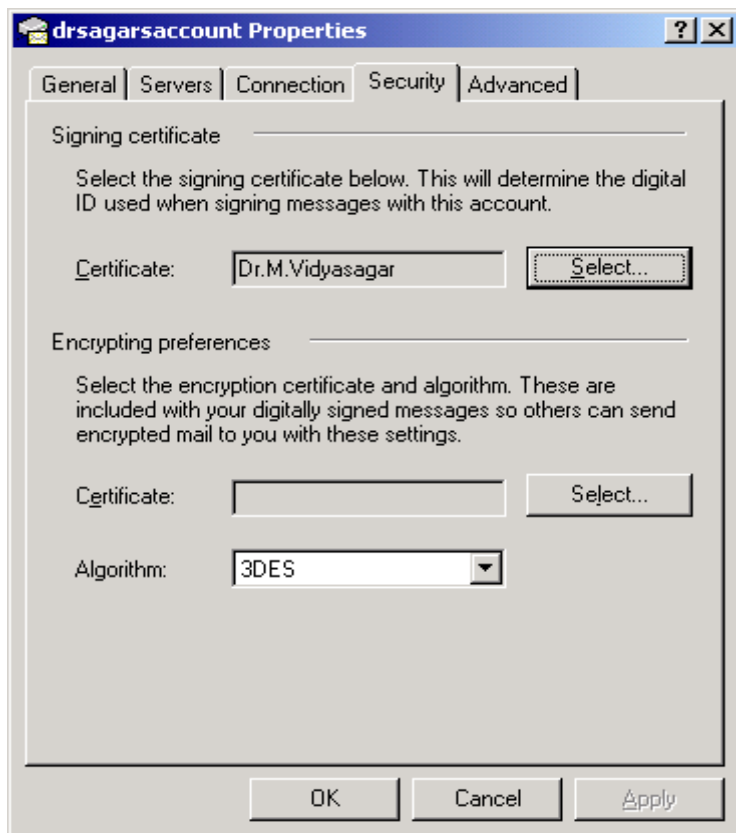 drsagarsaccount Properties
General Servers Connection Security Advanced
Signing certificate
Select the signing certificate below. This will determine the digital
ID used when signing messages with this account.
Certificate: Dr.M.Vidyasagar Select...
Encrypting preferences
Select the encryption certificate and algorithm. These are
included with your digitally signed messages so others can send
encrypted mail to you with these settings.
Certificate: Select...
Algorithm: 3DES
OK Cancel Apply